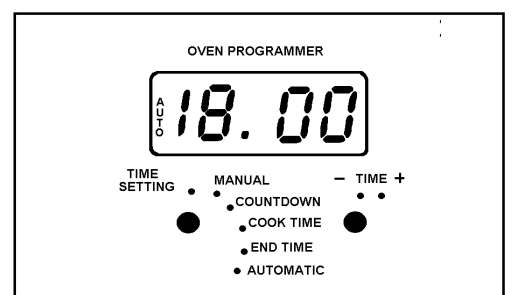 OVEN PROGRAMMER
AUTO
18.00
TIME
SETTING
MANUAL
COUNTDOWN
COOK TIME
END TIME
AUTOMATIC
− TIME +